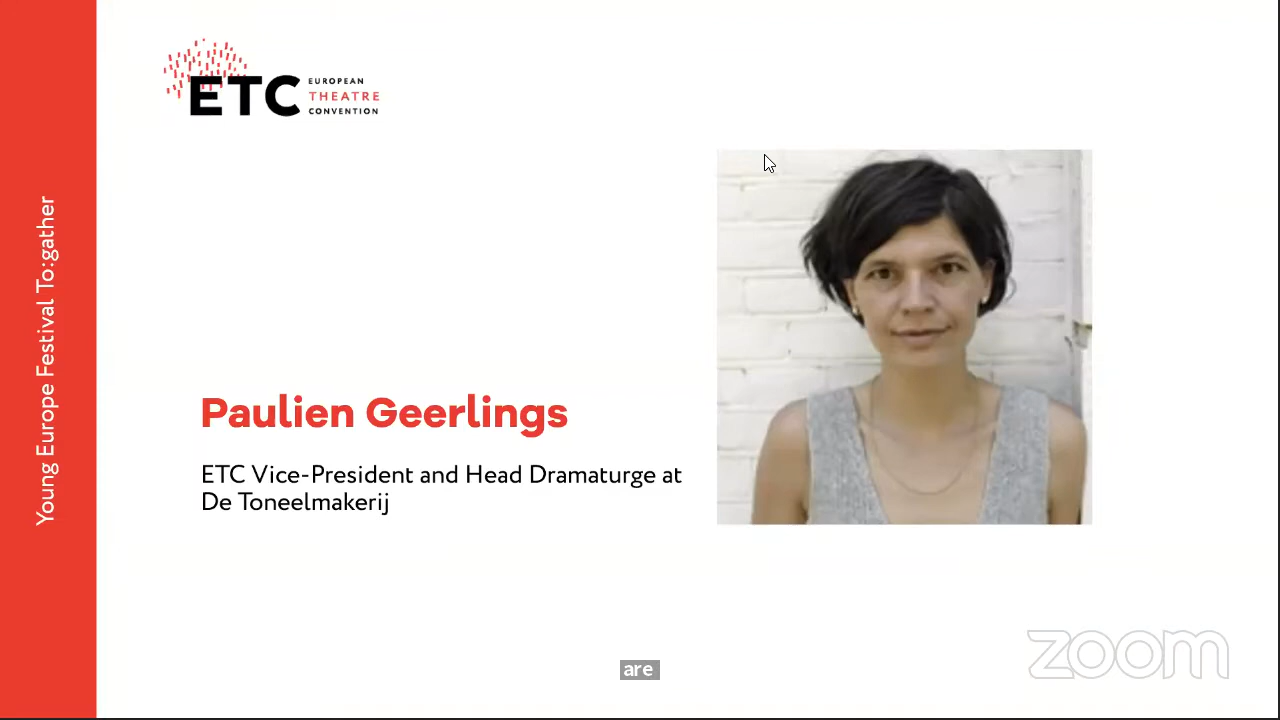 ETC
EUROPEAN
THEATRE
CONVENTION
Young Europe Festival To:gather
Paulien Geerlings
ETC Vice-President and Head Dramaturge at
De Toneelmakerij
are
zoom